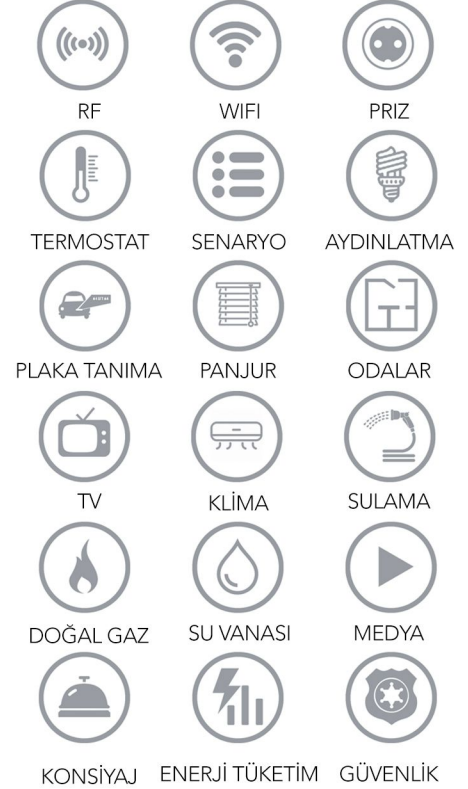 RF
WIFI
PRIZ
TERMOSTAT
SENARYO
AYDINLATMA
PLAKA TANIMA
PANJUR
ODALAR
TV
KLİMA
SULAMA
DOĞAL GAZ
SU VANASI
MEDYA
KONSİYAJ
ENERJİ TÜKETİM
GÜVENLİK